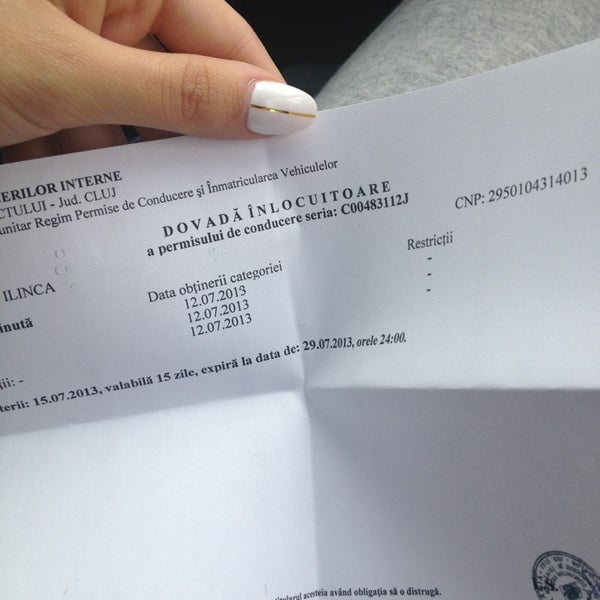 ERILOR INTERNE
CTULUI - Jud. CLUJ
unitar Regim Permise de Conducere şi Înmatricularea Vehiculelor
DOVADĂ ÎNLOCUITOARE
a permisului de conducere seria: C00483112J
CNP: 2950104314013
ILINCA
Data obţinerii categoriei
Restricţii
inută
12.07.2013 -
12.07.2013 -
12.07.2013 -
ţii: -
terii: 15.07.2013, valabilă 15 zile, expiră la data de: 29.07.2013, orele 24:00.
titularul acesteia având obligaţia să o distrugă.